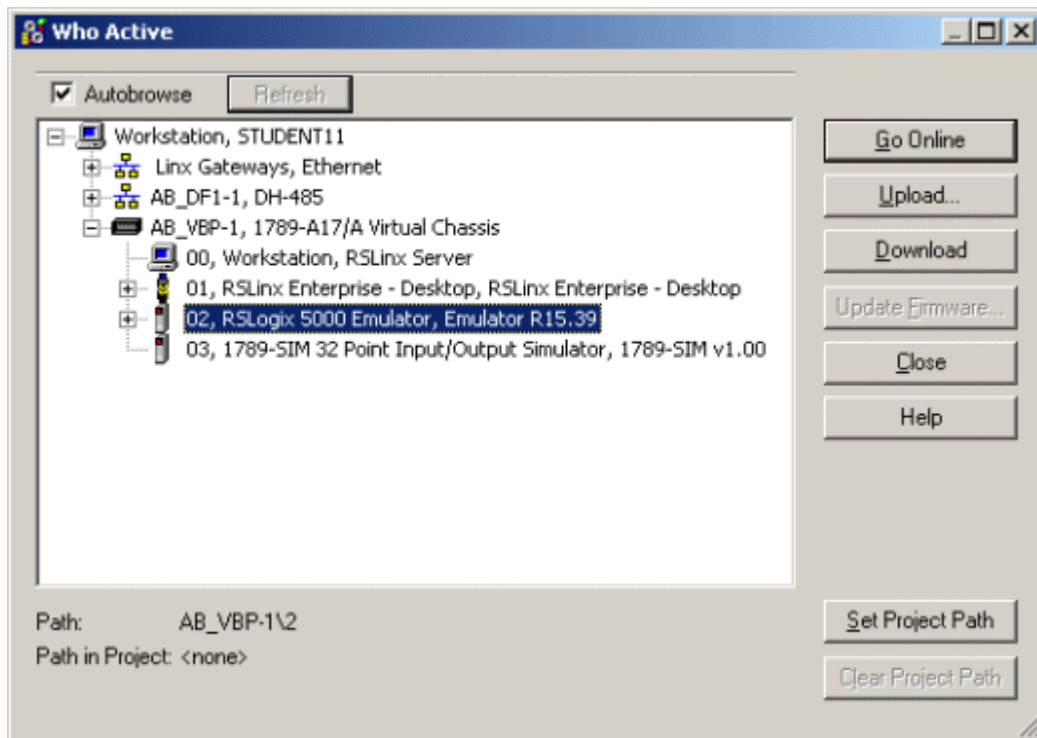 Who Active
Autobrowse
Refresh
Workstation, STUDENT11
Linx Gateways, Ethernet
AB_DF1-1, DH-485
AB_VBP-1, 1789-A17/A Virtual Chassis
00, Workstation, RSLinx Server
01, RSLinx Enterprise - Desktop, RSLinx Enterprise - Desktop
02, RSLogix 5000 Emulator, Emulator R15.39
03, 1789-SIM 32 Point Input/Output Simulator, 1789-SIM v1.00
Go Online
Upload...
Download
Update Firmware...
Close
Help
Path: AB_VBP-1\2
Path in Project: <none>
Set Project Path
Clear Project Path